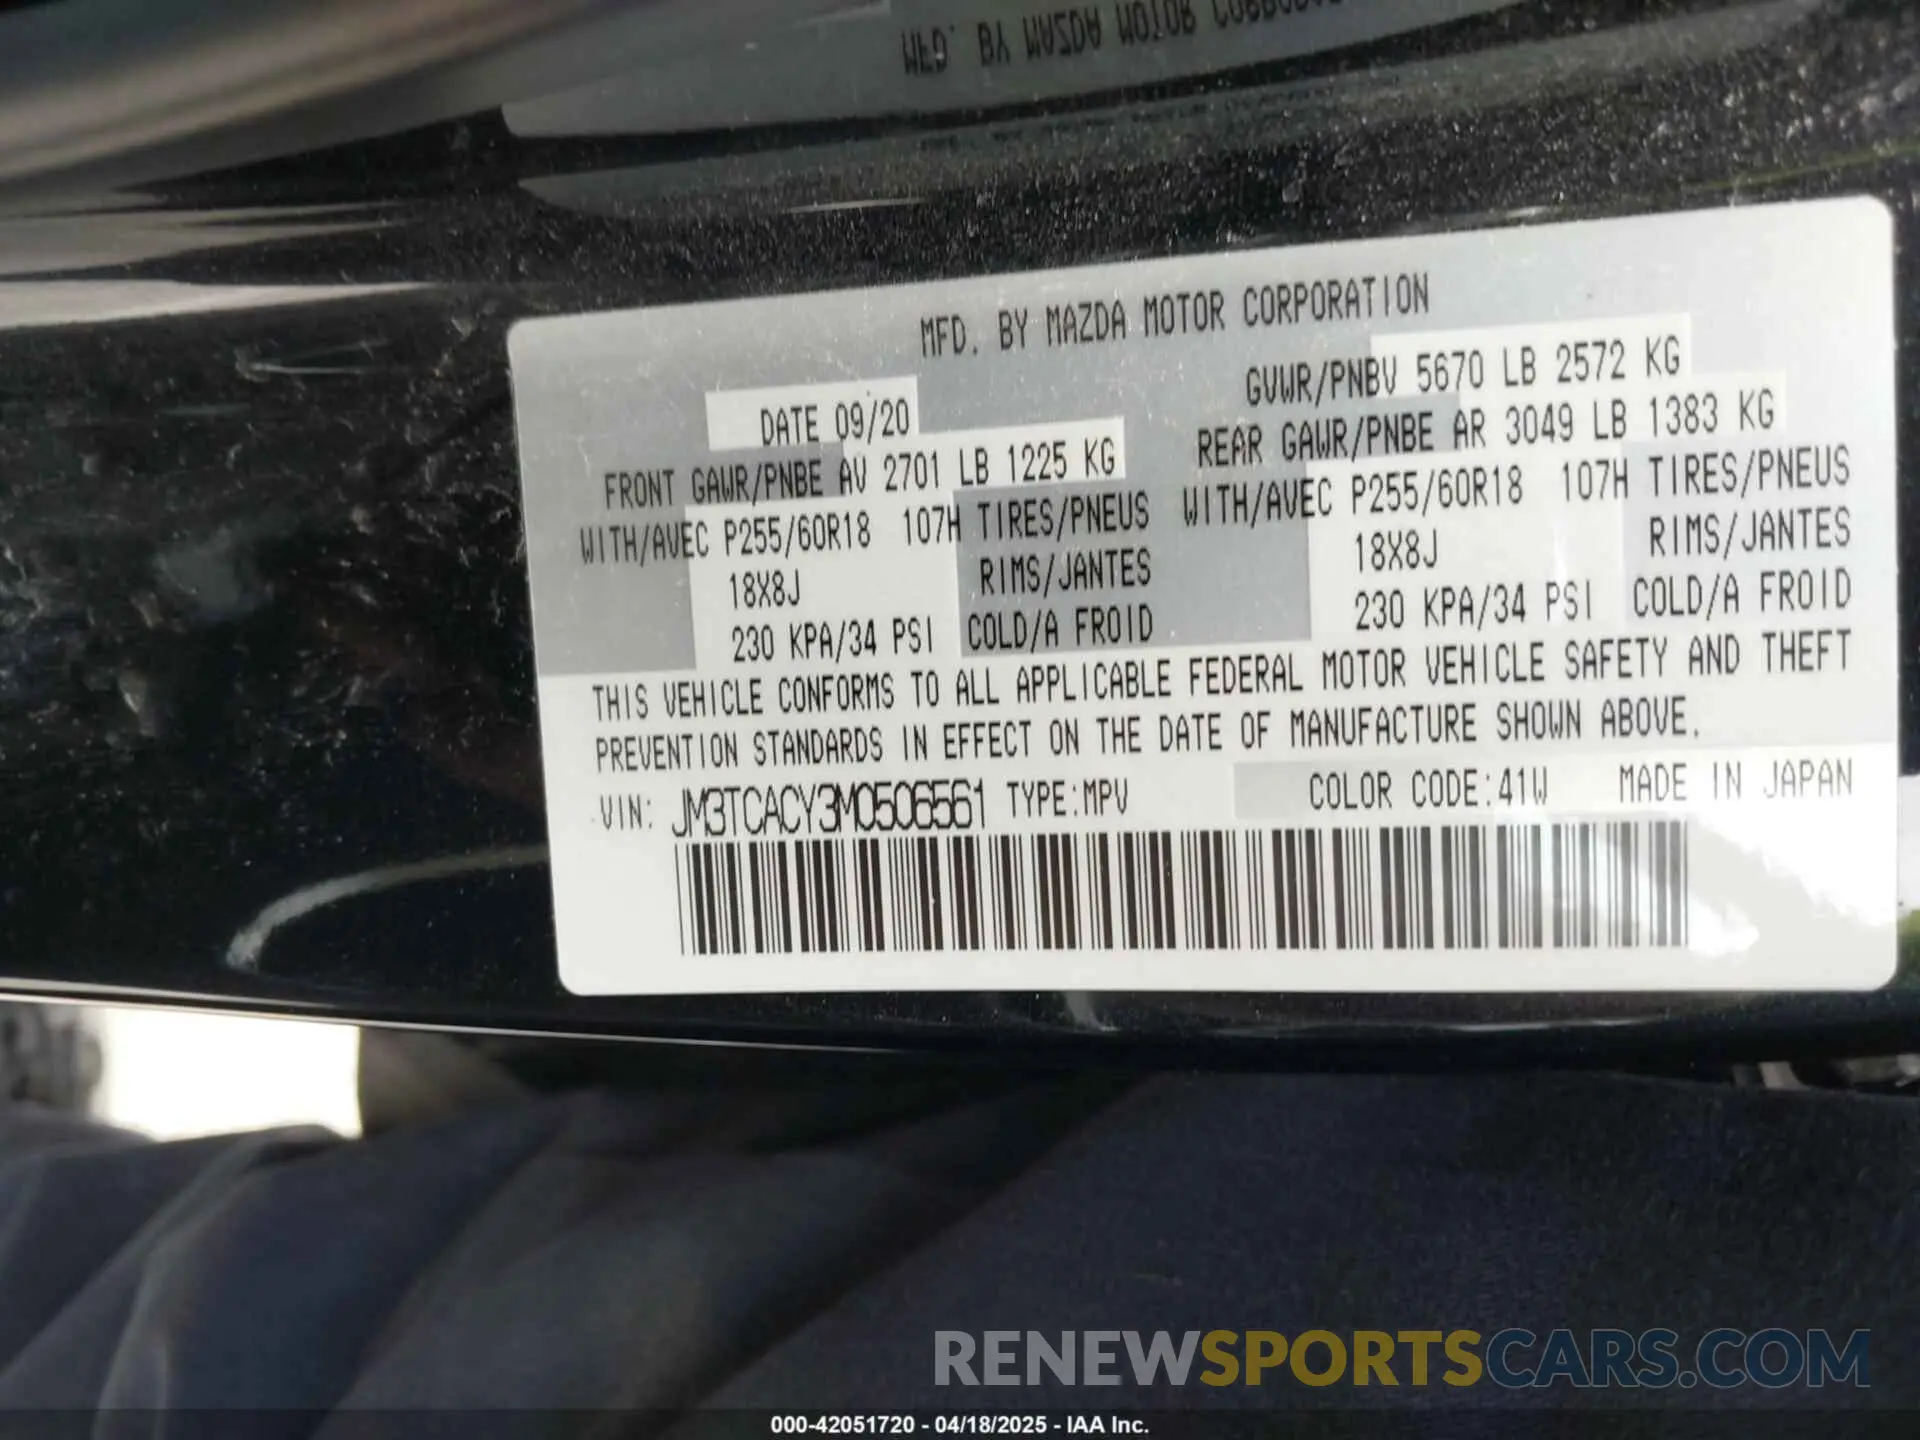 MFD. BY MAZDA MOTOR
MFD. BY MAZDA MOTOR CORPORATION
DATE 09/20 GVWR/PNBV 5670 LB 2572 KG
FRONT GAWR/PNBE AV 2701 LB 1225 KG REAR GAWR/PNBE AR 3049 LB 1383 KG
WITH/AVEC P255/60R18 107H TIRES/PNEUS WITH/AVEC P255/60R18 107H TIRES/PNEUS
18X8J RIMS/JANTES 18X8J RIMS/JANTES
230 KPA/34 PSI COLD/A FROID 230 KPA/34 PSI COLD/A FROID
THIS VEHICLE CONFORMS TO ALL APPLICABLE FEDERAL MOTOR VEHICLE SAFETY AND THEFT
PREVENTION STANDARDS IN EFFECT ON THE DATE OF MANUFACTURE SHOWN ABOVE.
VIN: JM3TCACY3M0506561 TYPE:MPV COLOR CODE:41W MADE IN JAPAN
RENEWSPORTSCARS.COM
000-42051720 - 04/18/2025 - IAA Inc.